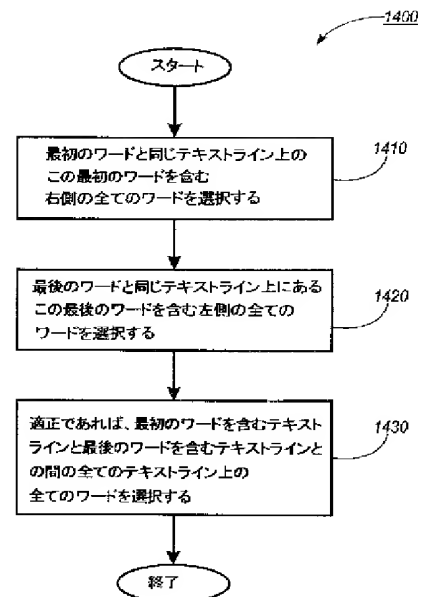 1400
スタート
最初のワードと同じテキストライン上の
この最初のワードを含む
右側の全てのワードを選択する
1410
最後のワードと同じテキストライン上にある
この最後のワードを含む左側の全ての
ワードを選択する
1420
適正であれば、最初のワードを含むテキスト
ラインと最後のワードを含むテキストラインと
の間の全てのテキストライン上の
全てのワードを選択する
1430
終了